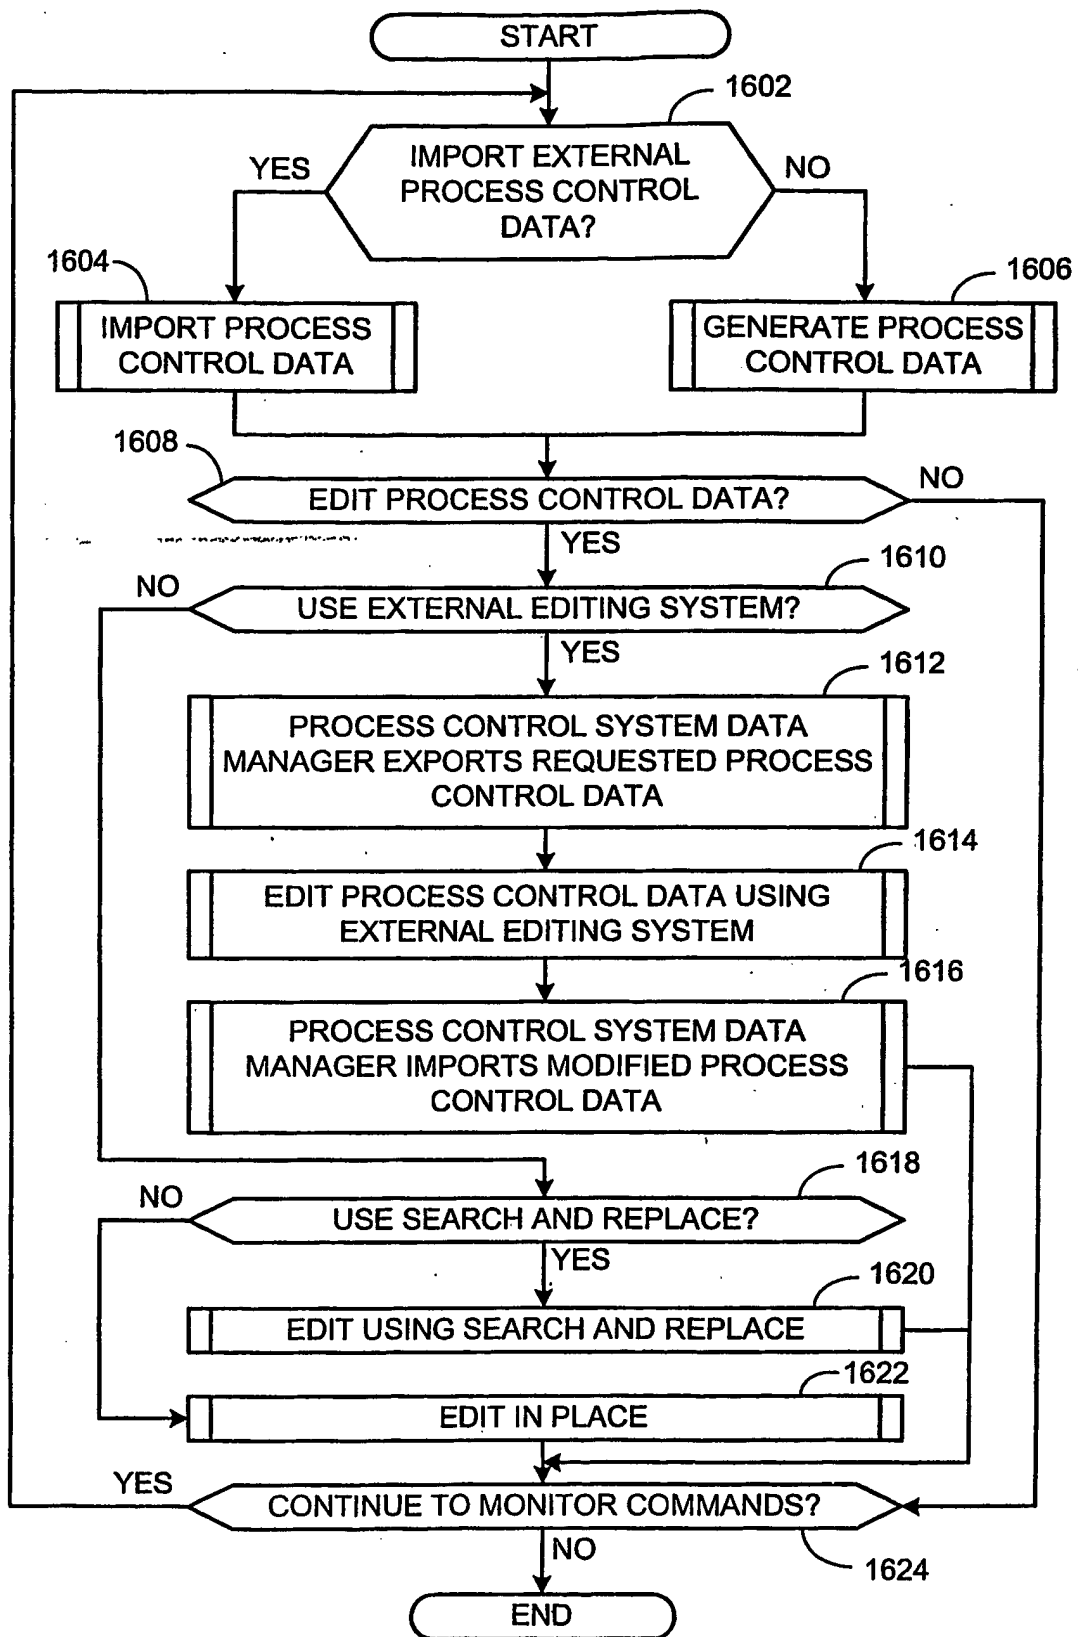 START
1602
IMPORT EXTERNAL
PROCESS CONTROL
DATA?
YES
NO
1604
IMPORT PROCESS
CONTROL DATA
1606
GENERATE PROCESS
CONTROL DATA
1608
EDIT PROCESS CONTROL DATA?
NO
YES
1610
NO
USE EXTERNAL EDITING SYSTEM?
YES
1612
PROCESS CONTROL SYSTEM DATA
MANAGER EXPORTS REQUESTED PROCESS
CONTROL DATA
1614
EDIT PROCESS CONTROL DATA USING
EXTERNAL EDITING SYSTEM
1616
PROCESS CONTROL SYSTEM DATA
MANAGER IMPORTS MODIFIED PROCESS
CONTROL DATA
1618
NO
USE SEARCH AND REPLACE?
YES
1620
EDIT USING SEARCH AND REPLACE
1622
EDIT IN PLACE
YES
CONTINUE TO MONITOR COMMANDS?
NO
1624
END